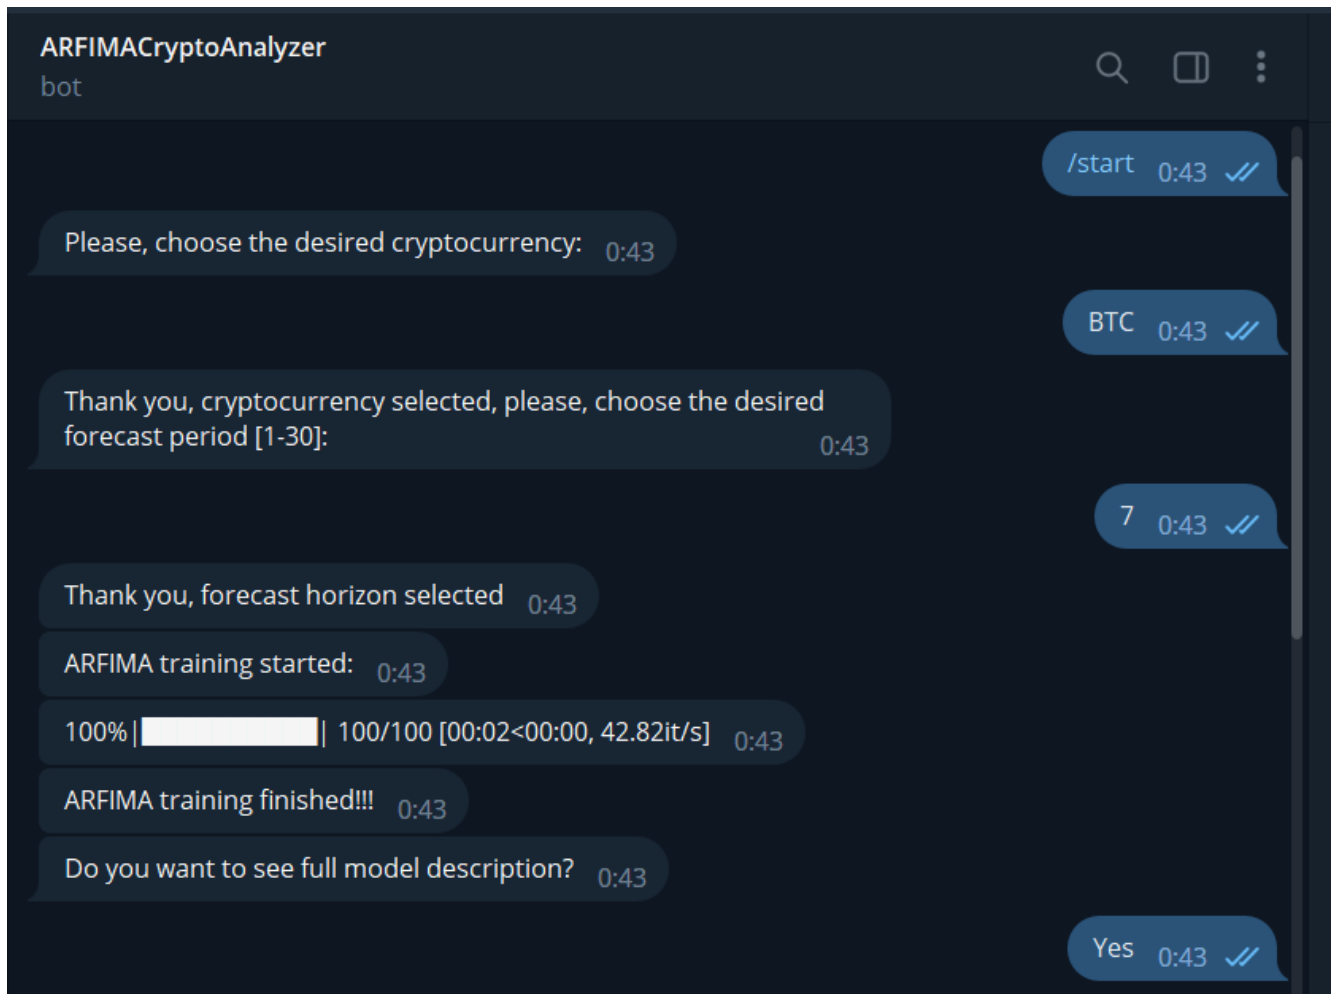 ARFIMACryptoAnalyzer
bot
/start 0:43
Please, choose the desired cryptocurrency: 0:43
BTC 0:43
Thank you, cryptocurrency selected, please, choose the desired
forecast period [1-30]: 0:43
7 0:43
Thank you, forecast horizon selected 0:43
ARFIMA training started: 0:43
100%|██████████| 100/100 [00:02<00:00, 42.82it/s] 0:43
ARFIMA training finished!!! 0:43
Do you want to see full model description? 0:43
Yes 0:43